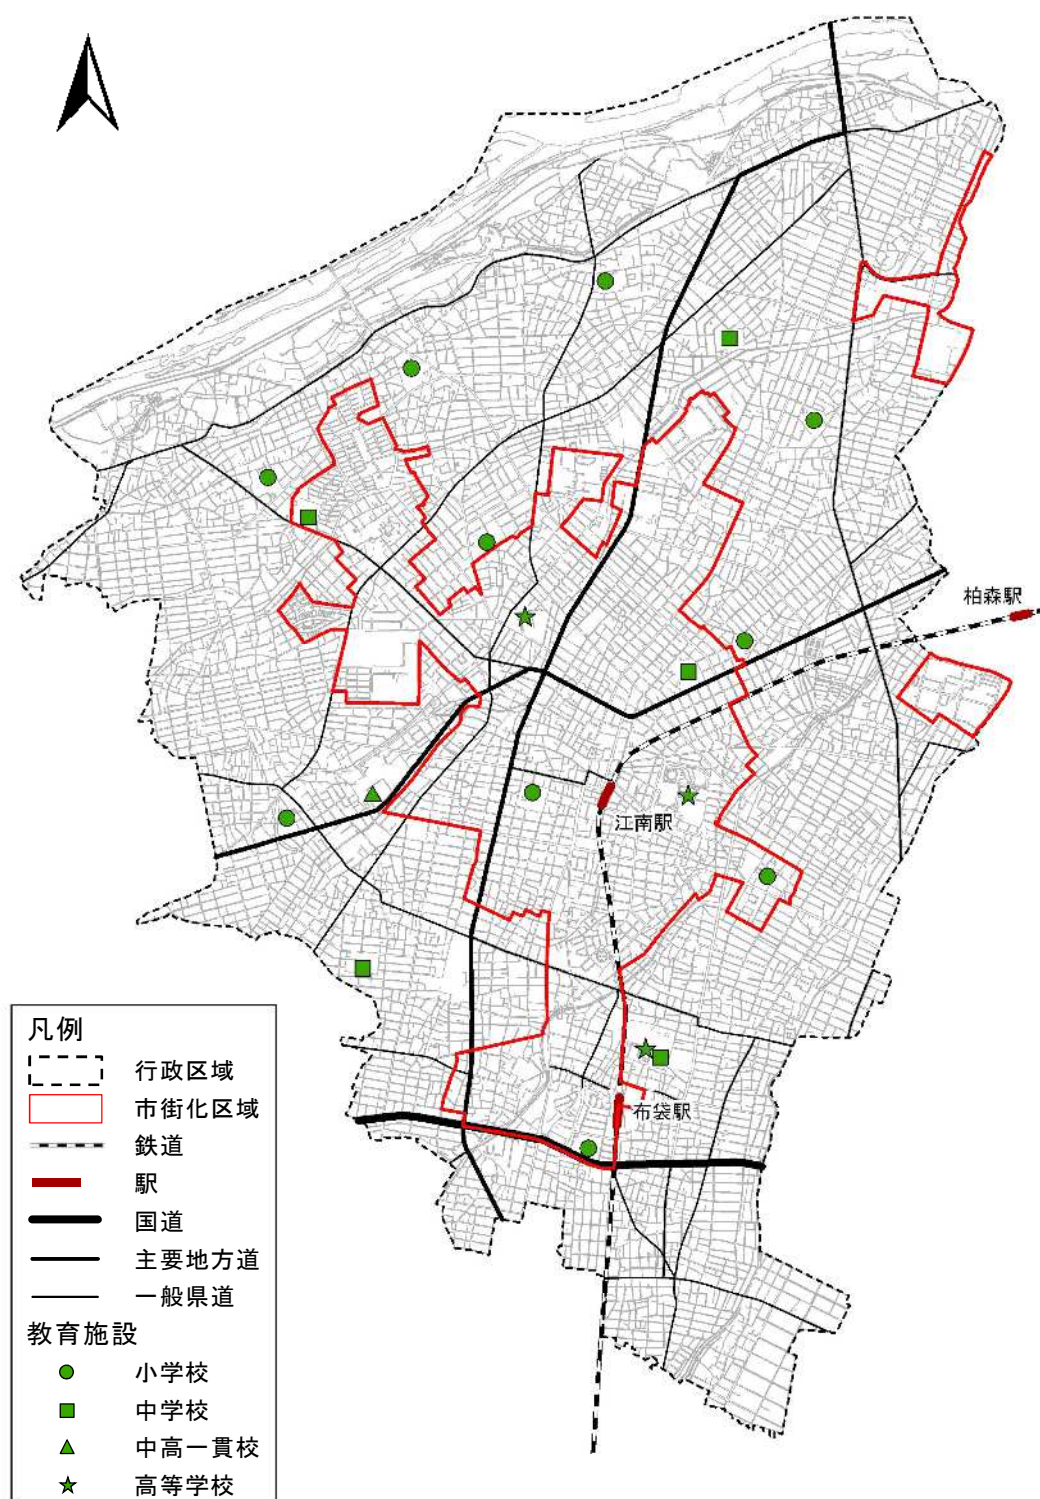 柏森駅
江南駅
布袋駅
凡例
行政区域
市街化区域
鉄道
駅
国道
主要地方道
一般県道
教育施設
小学校
中学校
中高一貫校
高等学校